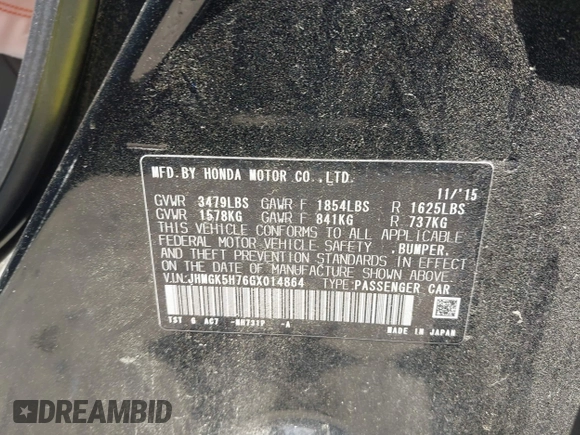 MFD.BY HONDA MOTOR CO.,LTD. 11/'15
GVWR 3479LBS GAWR F 1854LBS R 1625LBS
GVWR 1578KG GAWR F 841KG R 737KG
THIS VEHICLE CONFORMS TO ALL APPLICABLE
FEDERAL MOTOR VEHICLE SAFETY ,BUMPER,
AND THEFT PREVENTION STANDARDS IN EFFECT
ON THE DATE OF MANUFACTURE SHOWN ABOVE.
V.I.N:JHMGK5H76GX014864 TYPE:PASSENGER CAR
-A
MADE IN JAPAN
DREAMBID